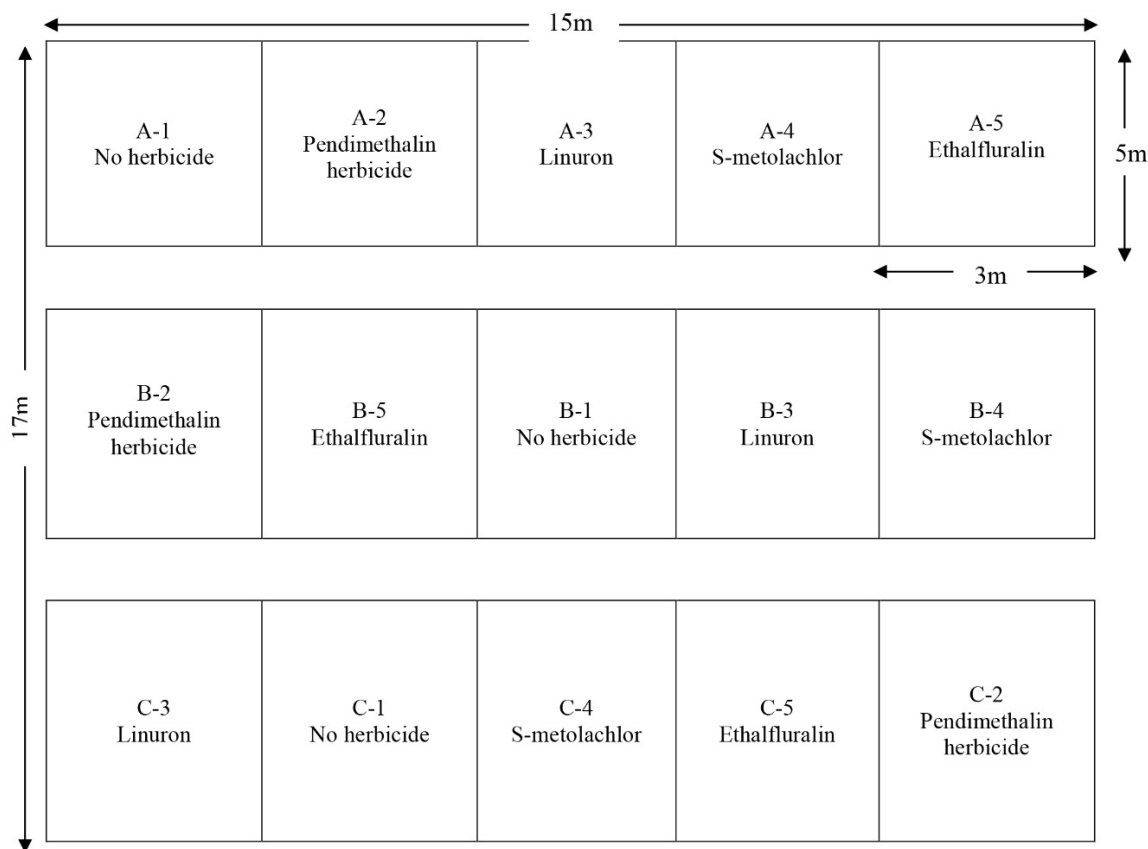 15m
A-1
No herbicide
A-2
Pendimethalin
herbicide
A-3
Linuron
A-4
S-metolachlor
A-5
Ethalfluralin
5m
3m
17m
B-2
Pendimethalin
herbicide
B-5
Ethalfluralin
B-1
No herbicide
B-3
Linuron
B-4
S-metolachlor
C-3
Linuron
C-1
No herbicide
C-4
S-metolachlor
C-5
Ethalfluralin
C-2
Pendimethalin
herbicide